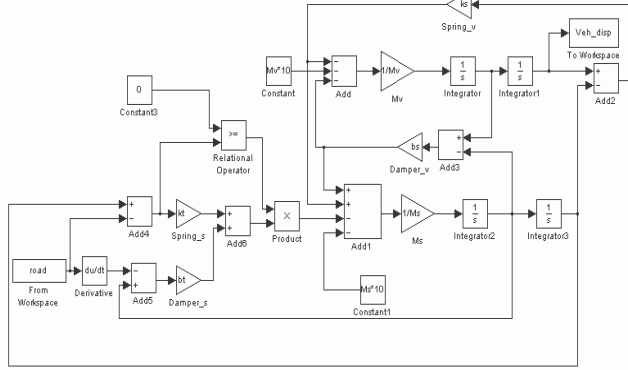 ks
Spring_v
Veh_disp
To Workspace
Mv*10
Constant
−
−
−
Add
1/Mv
Mv
1
s
Integrator
1
s
Integrator1
+
−
Add2
0
Constant3
>=
Relational
Operator
bs
Damper_v
+
−
Add3
+
−
Add4
kt
Spring_s
+
+
Add6
×
Product
+
+
−
−
Add1
1/Ms
Ms
1
s
Integrator2
1
s
Integrator3
road
From
Workspace
du/dt
Derivative
−
+
Add5
bt
Damper_s
Ms*10
Constant1